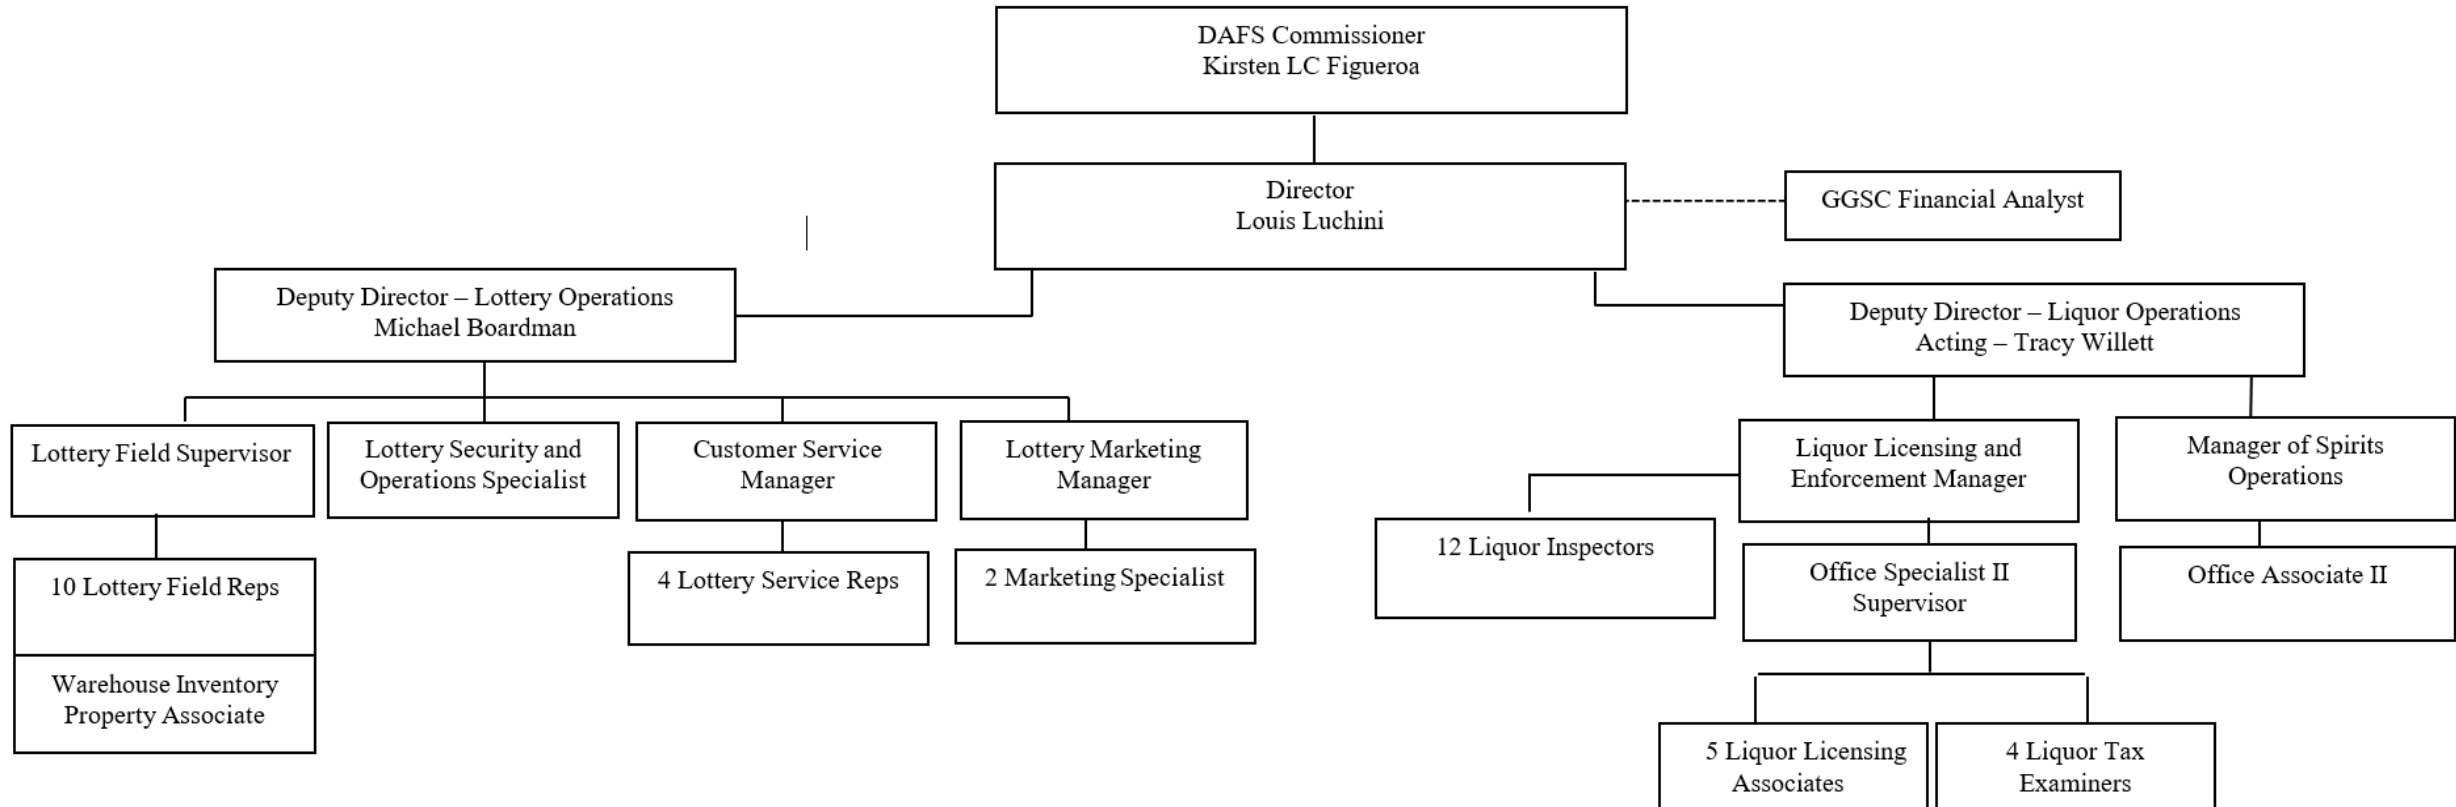 DAFS Commissioner
Kirsten LC Figueroa
Director
Louis Luchini
GGSC Financial Analyst
Deputy Director – Lottery Operations
Michael Boardman
Deputy Director – Liquor Operations
Acting – Tracy Willett
Lottery Field Supervisor
Lottery Security and
Operations Specialist
Customer Service
Manager
Lottery Marketing
Manager
Liquor Licensing and
Enforcement Manager
Manager of Spirits
Operations
10 Lottery Field Reps
4 Lottery Service Reps
2 Marketing Specialist
12 Liquor Inspectors
Office Specialist II
Supervisor
Office Associate II
Warehouse Inventory
Property Associate
5 Liquor Licensing
Associates
4 Liquor Tax
Examiners